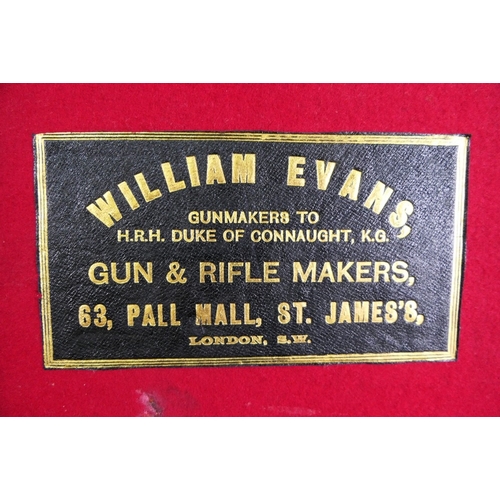 WILLIAM EVANS,
GUNMAKERS TO
H.R.H. DUKE OF CONNAUGHT, K.G.
GUN & RIFLE MAKERS,
63, PALL MALL, ST. JAMES'S,
LONDON, S.W.